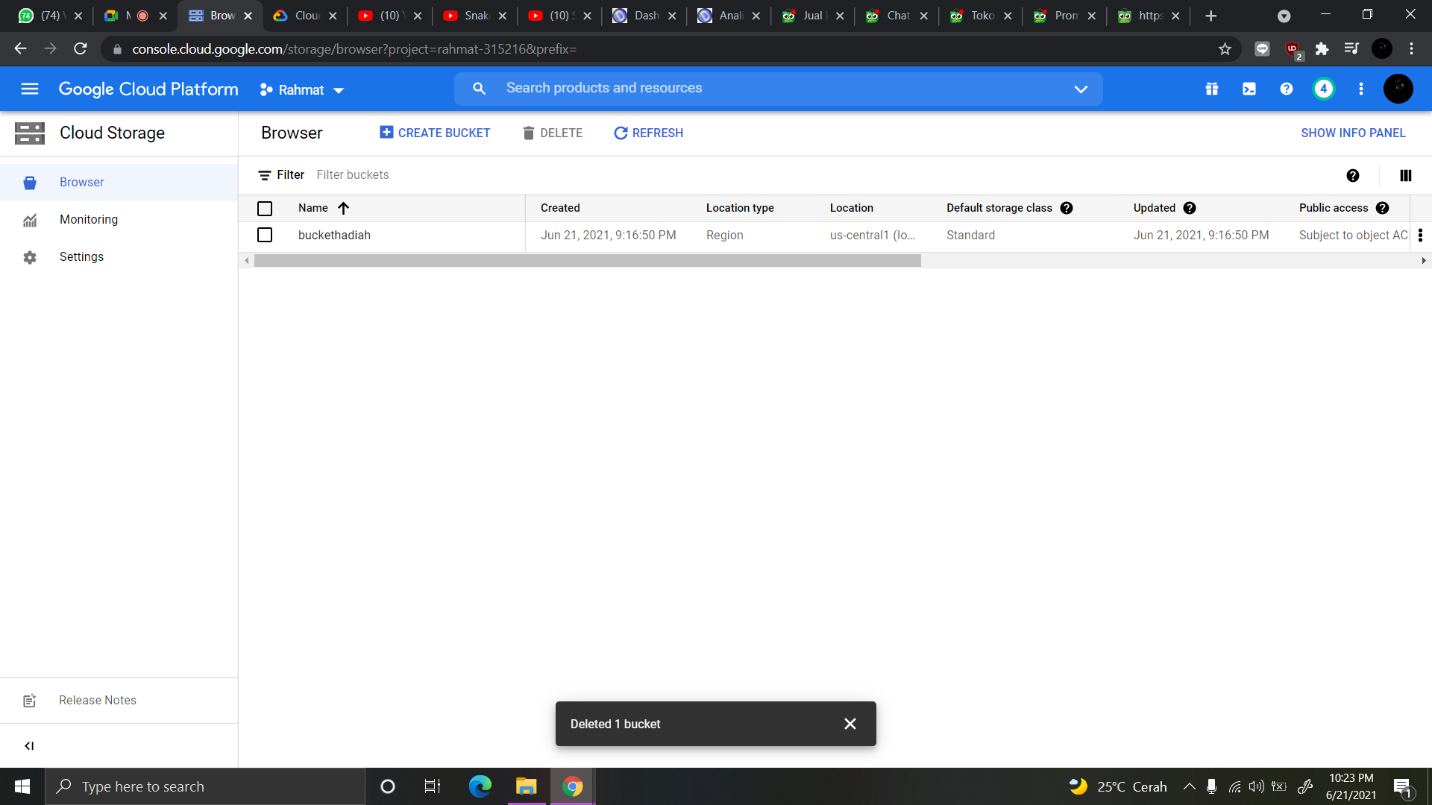 (74)
Brow
Clou
(10)
Snak
(10)
Dash
Anali
Jual
Chat
Toko
Pron
http
console.cloud.google.com/storage/browser?project=rahmat-315216&prefix=
2
Google Cloud Platform
Rahmat
Search products and resources
4
Cloud Storage
Browser
CREATE BUCKET
DELETE
REFRESH
SHOW INFO PANEL
Browser
Monitoring
Settings
Filter
Filter buckets
Name
Created
Location type
Location
Default storage class
Updated
Public access
buckethadiah
Jun 21, 2021, 9:16:50 PM
Region
us-central1 (Io...
Standard
Jun 21, 2021, 9:16:50 PM
Subject to object AC
Release Notes
Deleted 1 bucket
Type here to search
25°C Cerah
10:23 PM
6/21/2021
1